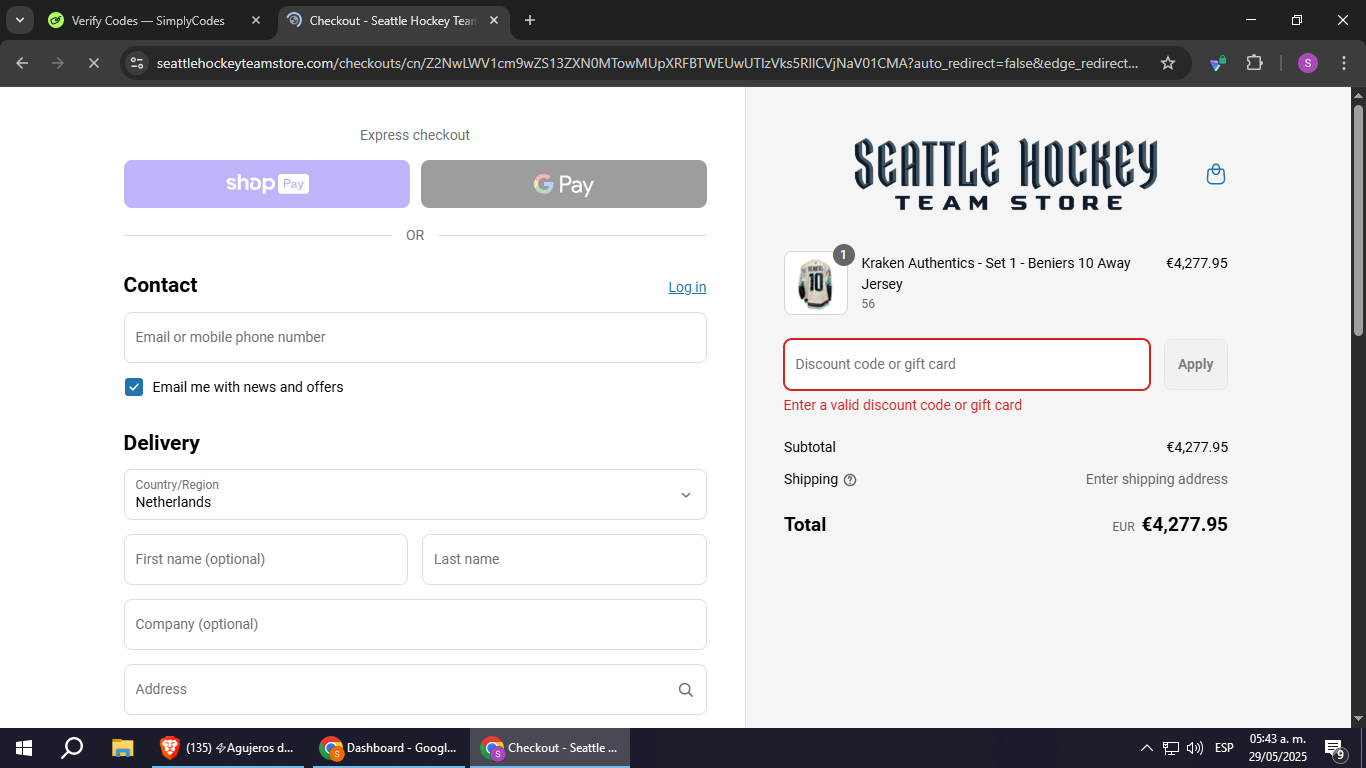 Verify Codes — SimplyCodes
Checkout - Seattle Hockey Team
seattlehockeyteamstore.com/checkouts/cn/Z2NwLWV1cm9wZS13ZXN0MTowMUpXRFBTWEUwUTIzVks5RllCVjNaV01CMA?auto_redirect=false&edge_redirect...
S
Express checkout
shop Pay
G Pay
OR
Contact
Log in
Email or mobile phone number
Email me with news and offers
Delivery
Country/Region
Netherlands
First name (optional)
Last name
Company (optional)
Address
SEATTLE HOCKEY
TEAM STORE
1
BENIERS
10
Kraken Authentics - Set 1 - Beniers 10 Away
€4,277.95
Jersey
56
Discount code or gift card
Apply
Enter a valid discount code or gift card
Subtotal
€4,277.95
Shipping
Enter shipping address
Total
EUR €4,277.95
(135) ⚡Agujeros d...
S
Dashboard - Googl...
S
Checkout - Seattle ...
ESP
05:43 a. m.
29/05/2025
9